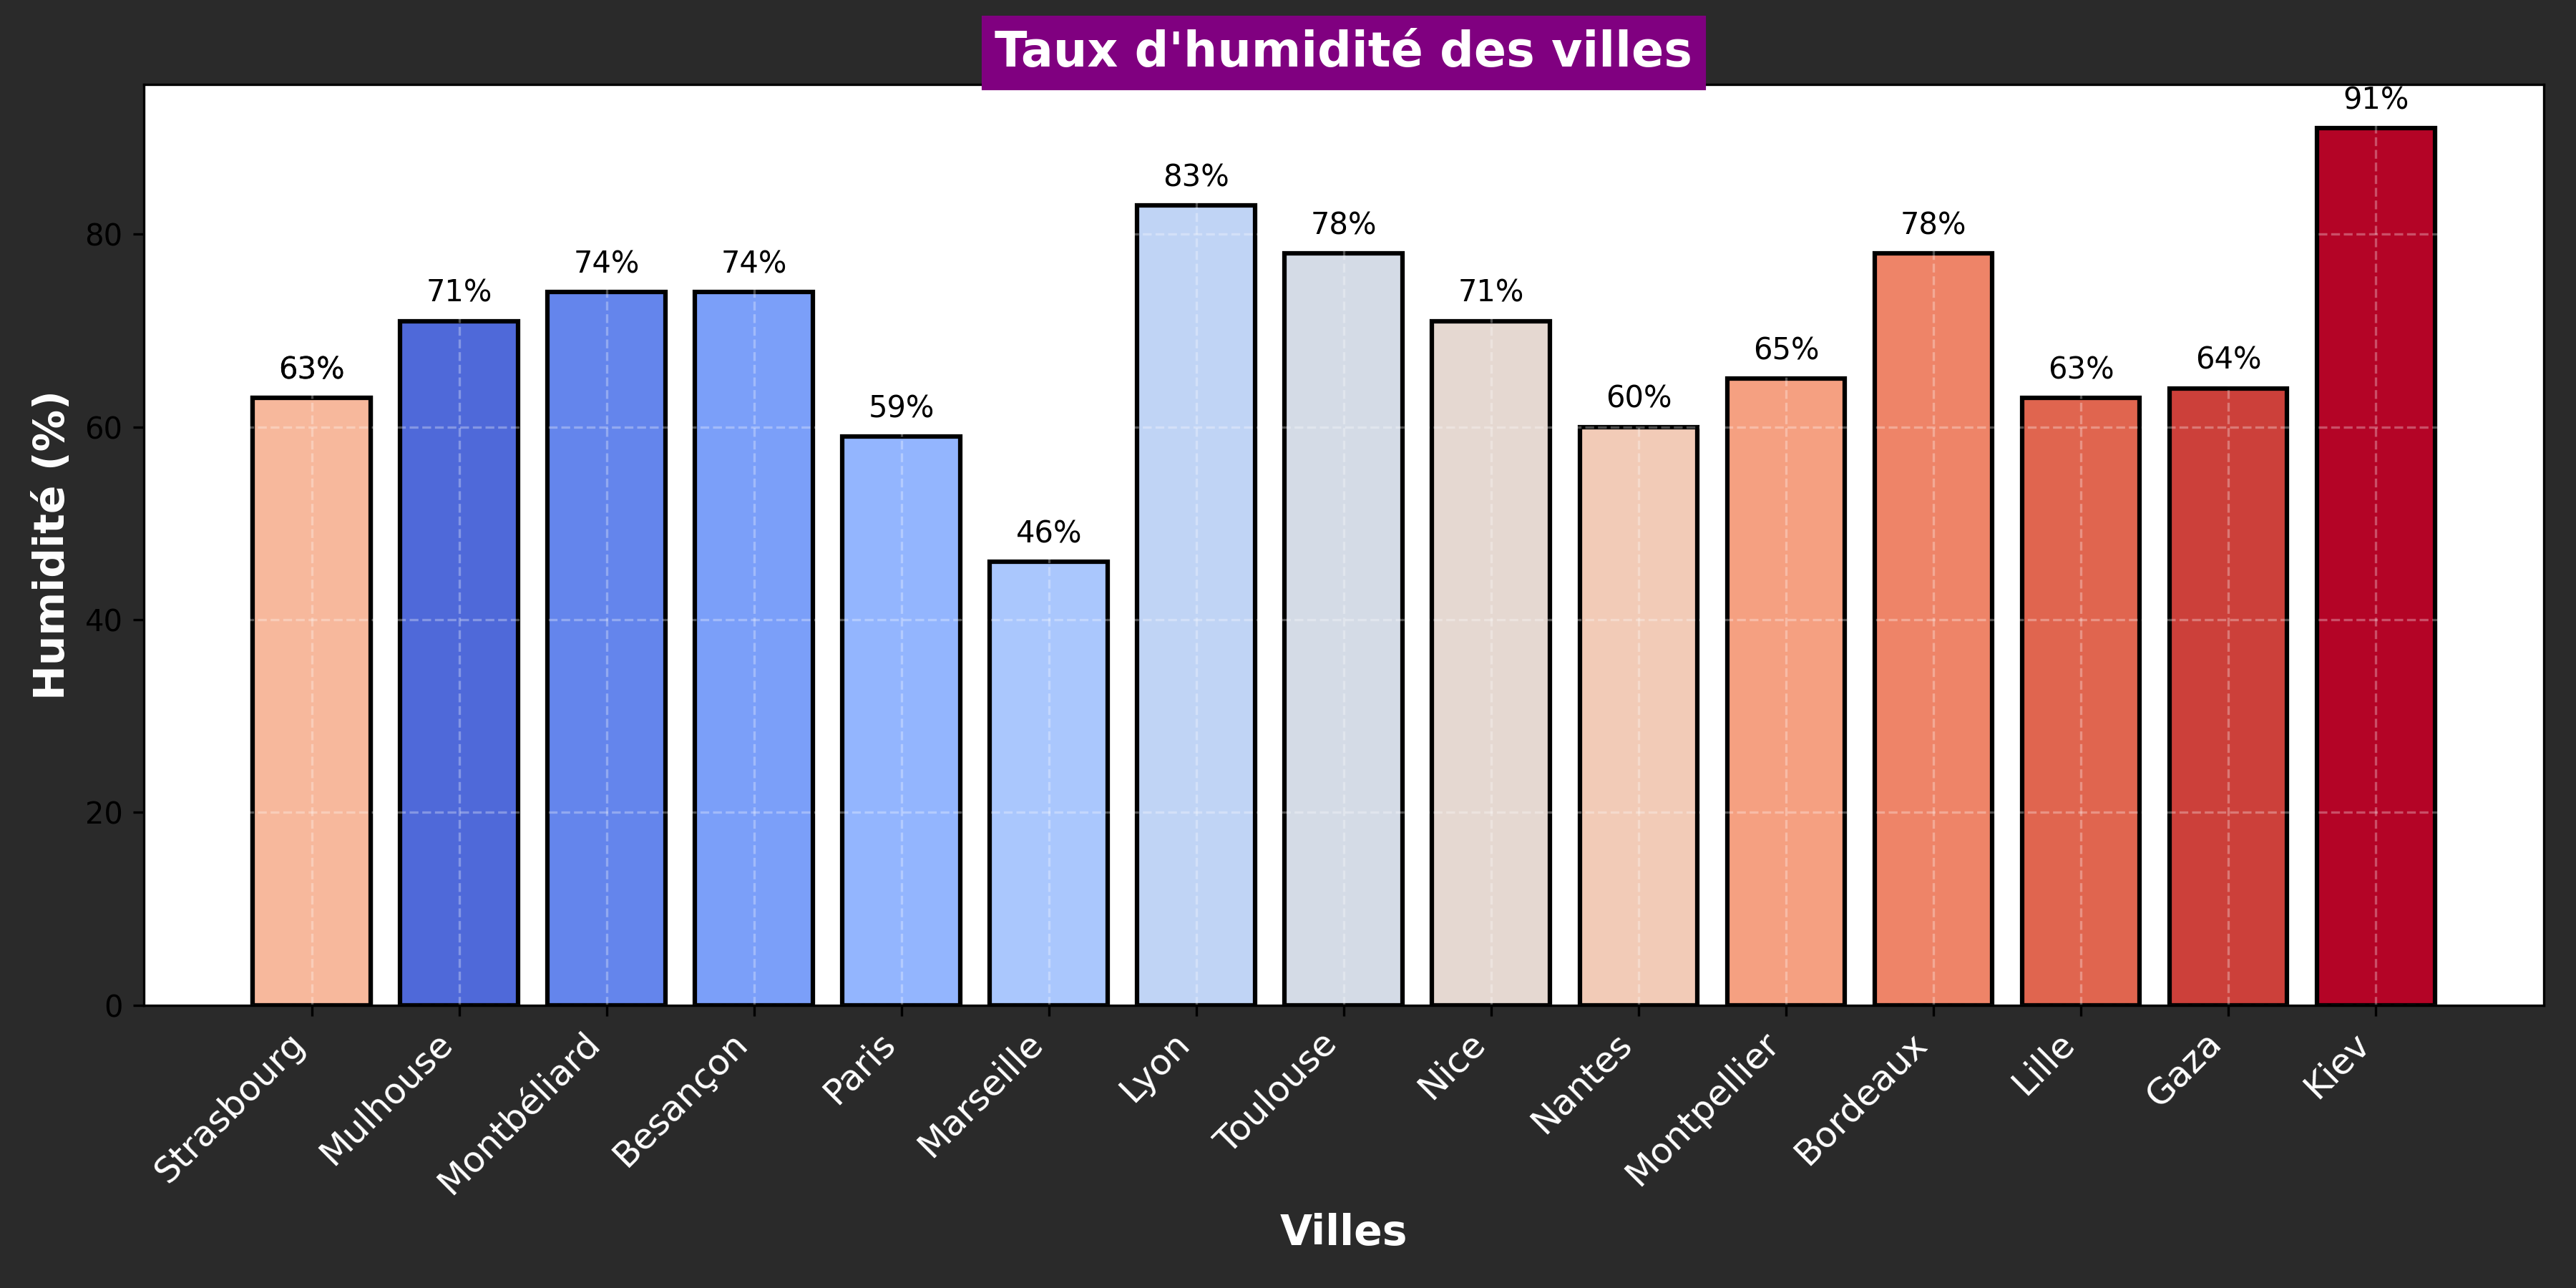 Taux d'humidité des villes
Humidité (%)
80
60
40
20
0
63%
71%
74%
74%
59%
46%
83%
78%
71%
60%
65%
78%
63%
64%
91%
Strasbourg
Mulhouse
Montbéliard
Besançon
Paris
Marseille
Lyon
Toulouse
Nice
Nantes
Montpellier
Bordeaux
Lille
Gaza
Kiev
Villes